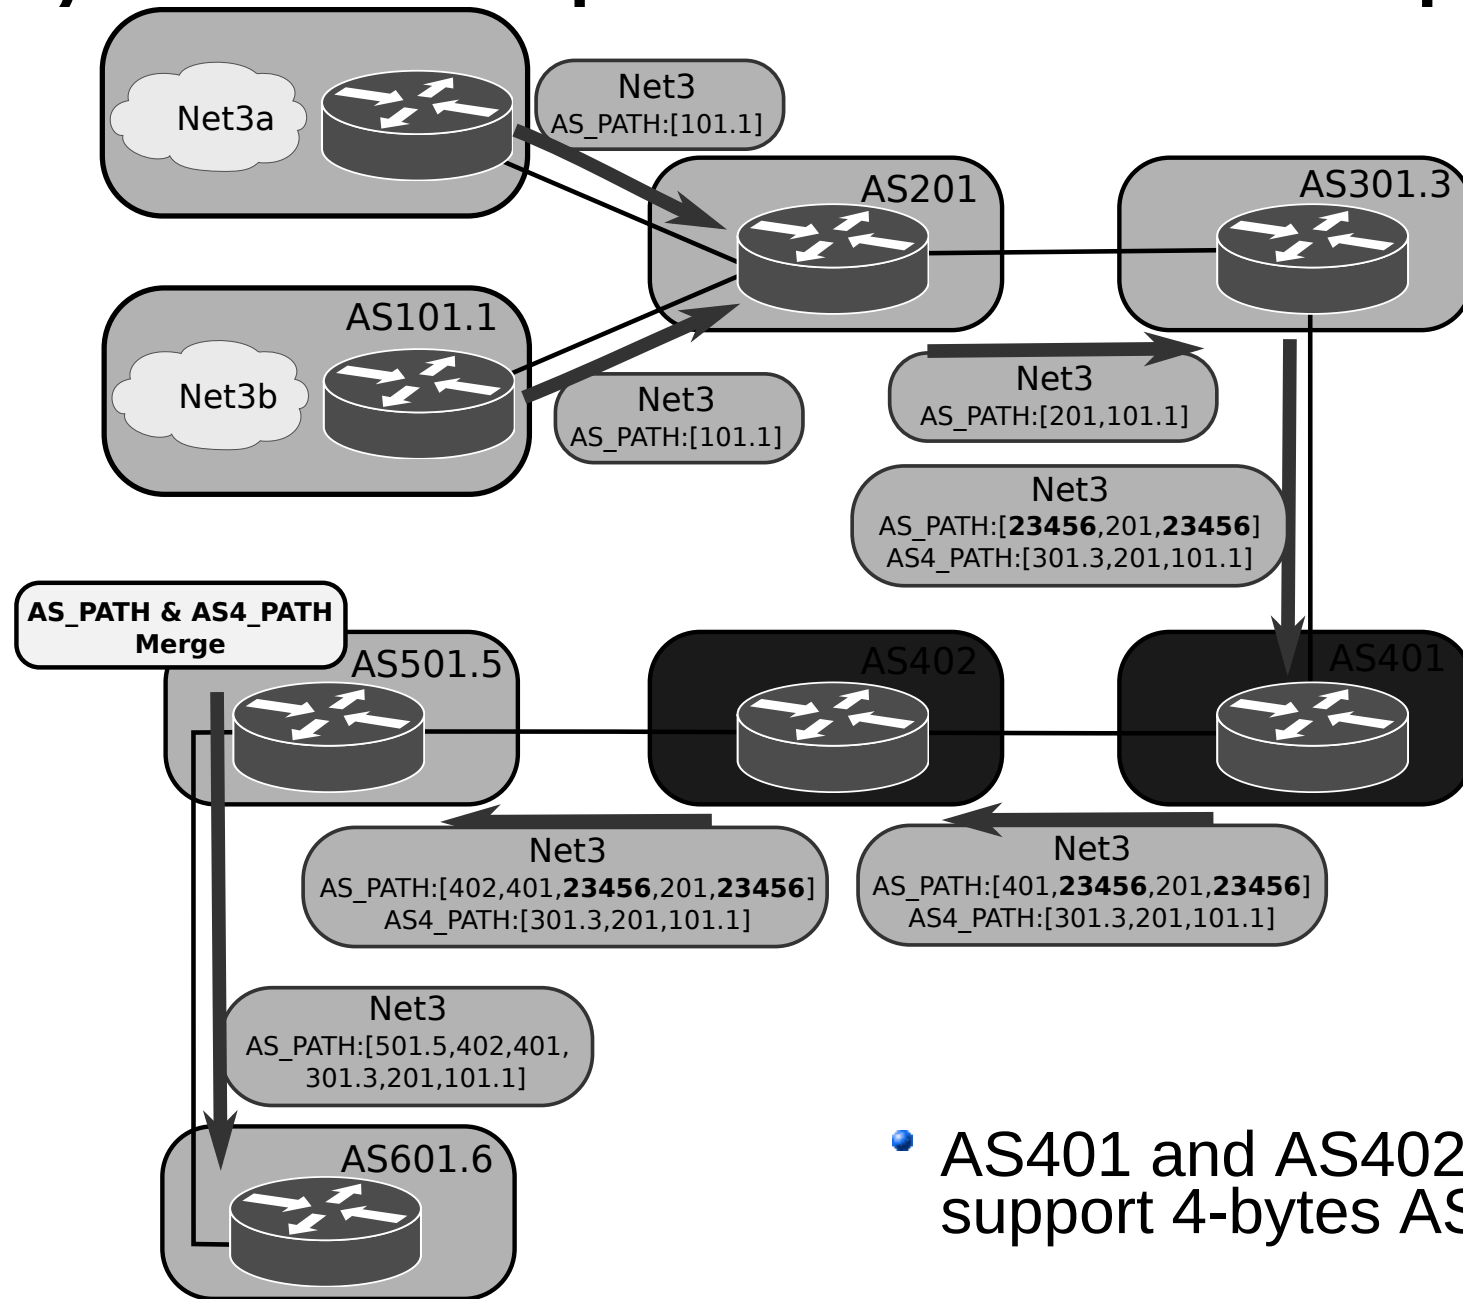 Net3a
Net3
AS_PATH:[101.1]
AS201
AS301.3
AS101.1
Net3b
Net3
AS_PATH:[101.1]
Net3
AS_PATH:[201,101.1]
Net3
AS_PATH:[23456,201,23456]
AS4_PATH:[301.3,201,101.1]
AS_PATH & AS4_PATH
Merge
AS501.5
AS402
AS401
Net3
AS_PATH:[402,401,23456,201,23456]
AS4_PATH:[301.3,201,101.1]
Net3
AS_PATH:[401,23456,201,23456]
AS4_PATH:[301.3,201,101.1]
Net3
AS_PATH:[501.5,402,401,
301.3,201,101.1]
AS601.6
AS401 and AS402
support 4-bytes AS